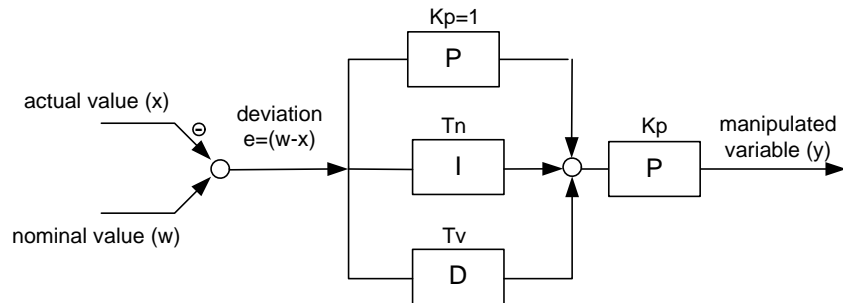 Kp=1
P
actual value (x)
⊖
deviation
e=(w-x)
Tn
I
Kp
P
manipulated
variable (y)
nominal value (w)
Tv
D